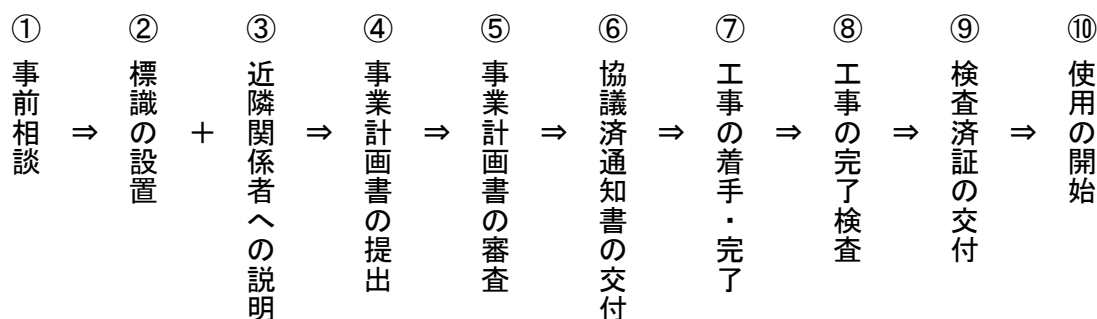 ① 事前相談
⇒
② 標識の設置
＋
③ 近隣関係者への説明
⇒
④ 事業計画書の提出
⇒
⑤ 事業計画書の審査
⇒
⑥ 協議済通知書の交付
⇒
⑦ 工事の着手・完了
⇒
⑧ 工事の完了検査
⇒
⑨ 検査済証の交付
⇒
⑩ 使用の開始